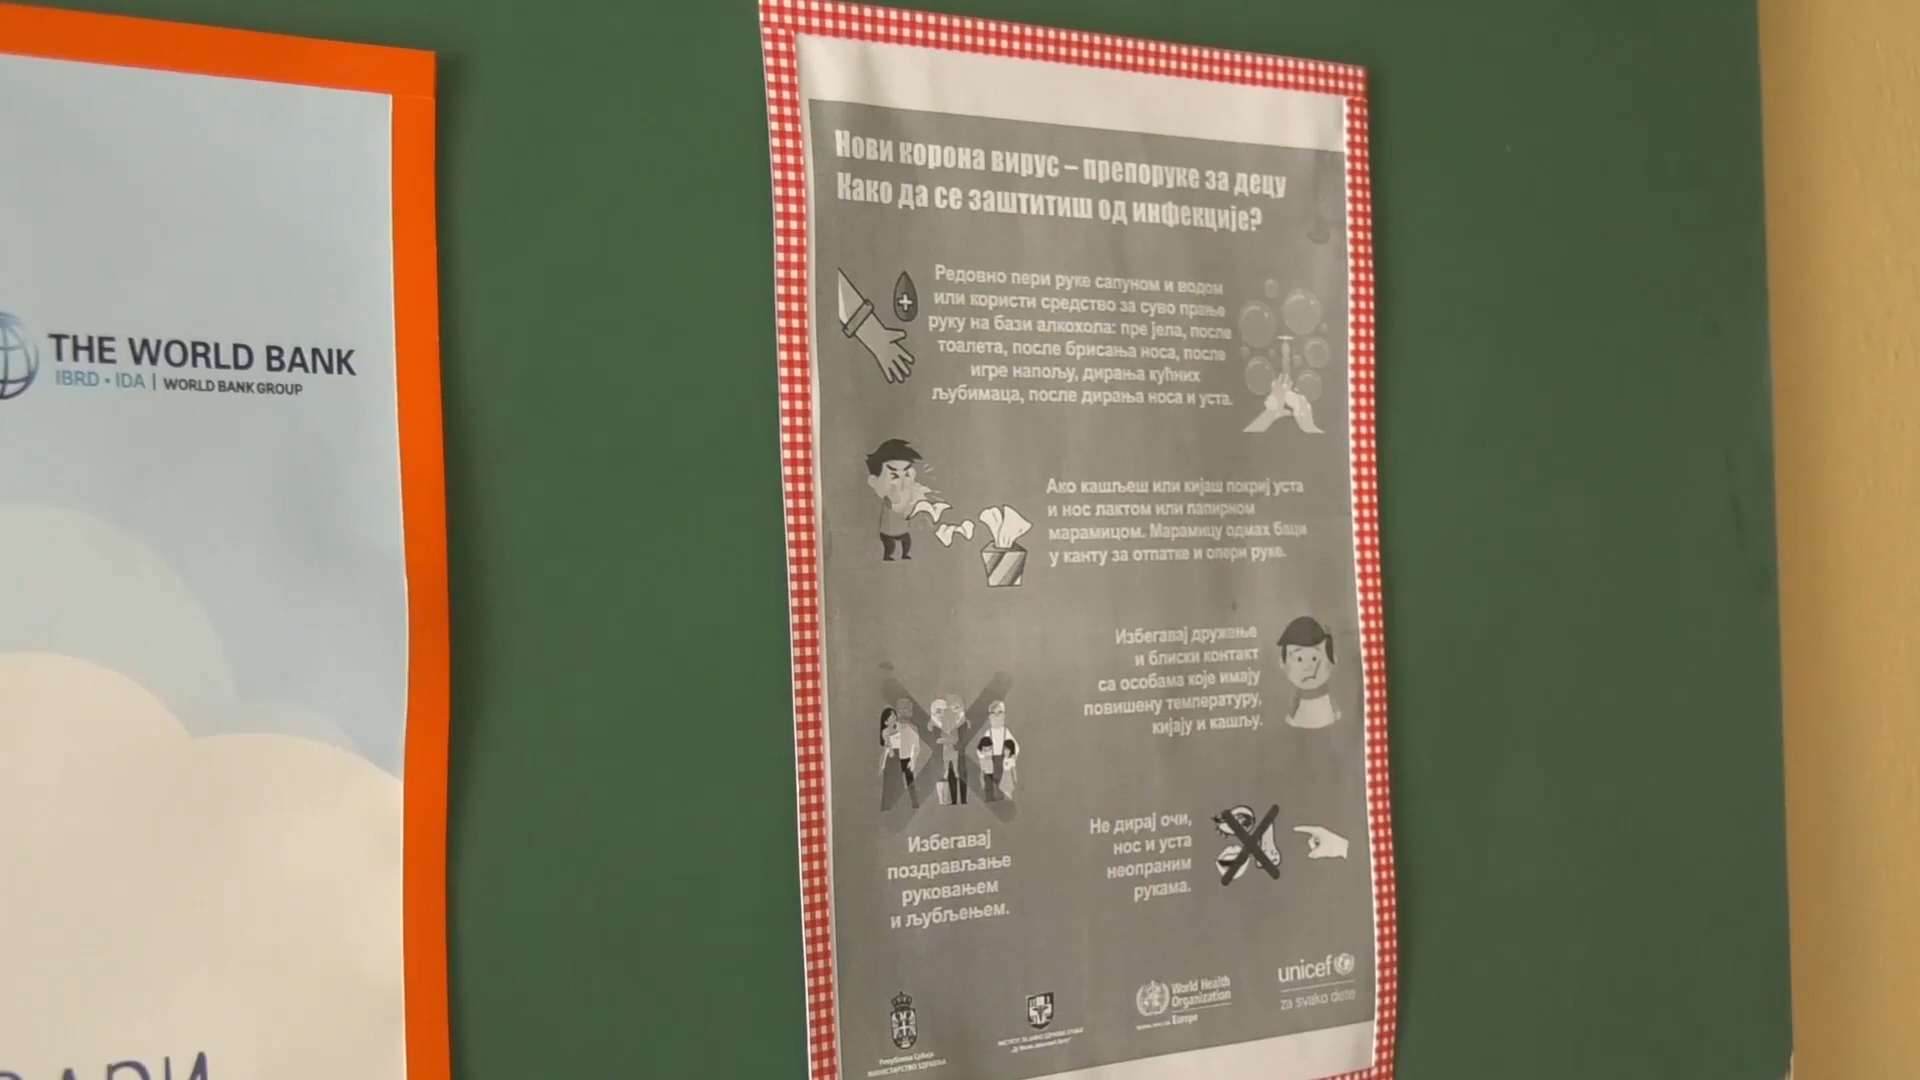 THE WORLD BANK
IBRD • IDA | WORLD BANK GROUP
Нови корона вирус – препоруке за децу
Како да се заштитиш од инфекције?
Редовно пери руке сапуном и водом
или користи средство за суво прање
руку на бази алкохола: пре јела, после
тоалета, после брисања носа, после
игре напољу, дирања кућних
љубимаца, после дирања носа и уста.
Ако кашљеш или кијаш покриј уста
и нос лактом или папирном
марамицом. Марамицу одмах баци
у канту за отпатке и опери руке.
Избегавај дружење
и блиски контакт
са особама које имају
повишену температуру,
кијају и кашљу.
Избегавај
поздрављање
руковањем
и љубљењем.
Не дирај очи,
нос и уста
неопраним
рукама.
Република Србија
МИНИСТАРСТВО ЗДРАВЉА
World Health
Organization
Europe
unicef
za svako dete